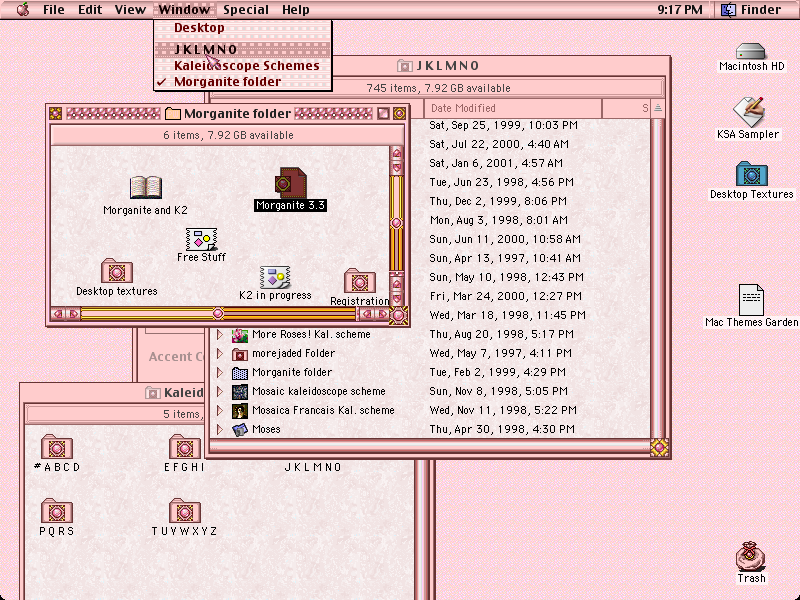 File Edit View Window Special Help 9:17 PM Finder
Desktop
J K L M N O
Kaleidoscope Schemes
Morganite folder
J K L M N O
745 items, 7.92 GB available
Date Modified S
Morganite folder
6 items, 7.92 GB available
Morganite and K2
Morganite 3.3
Free Stuff
Desktop textures
K2 in progress
Registration
Sat, Sep 25, 1999, 10:03 PM
Sat, Jul 22, 2000, 4:40 AM
Sat, Jan 6, 2001, 4:57 AM
Tue, Jun 23, 1998, 4:56 PM
Thu, Dec 2, 1999, 8:06 PM
Mon, Aug 3, 1998, 8:01 AM
Sun, Jun 11, 2000, 10:58 AM
Sun, Apr 13, 1997, 10:41 AM
Sun, May 10, 1998, 12:43 PM
Fri, Mar 24, 2000, 12:27 PM
Wed, Mar 18, 1998, 11:45 PM
More Roses! Kal. scheme Thu, Aug 20, 1998, 5:17 PM
morejaded Folder Wed, May 7, 1997, 4:11 PM
Morganite folder Tue, Feb 2, 1999, 4:29 PM
Mosaic kaleidoscope scheme Sun, Nov 8, 1998, 5:05 PM
Mosaica Francais Kal. scheme Wed, Nov 11, 1998, 5:22 PM
Moses Thu, Apr 30, 1998, 4:30 PM
Accent Co
Kaleid
5 items,
#ABCD
EFGHI
JKLMNO
PQRS
TUVWXYZ
Macintosh HD
KSA Sampler
Desktop Textures
Mac Themes Garden
Trash